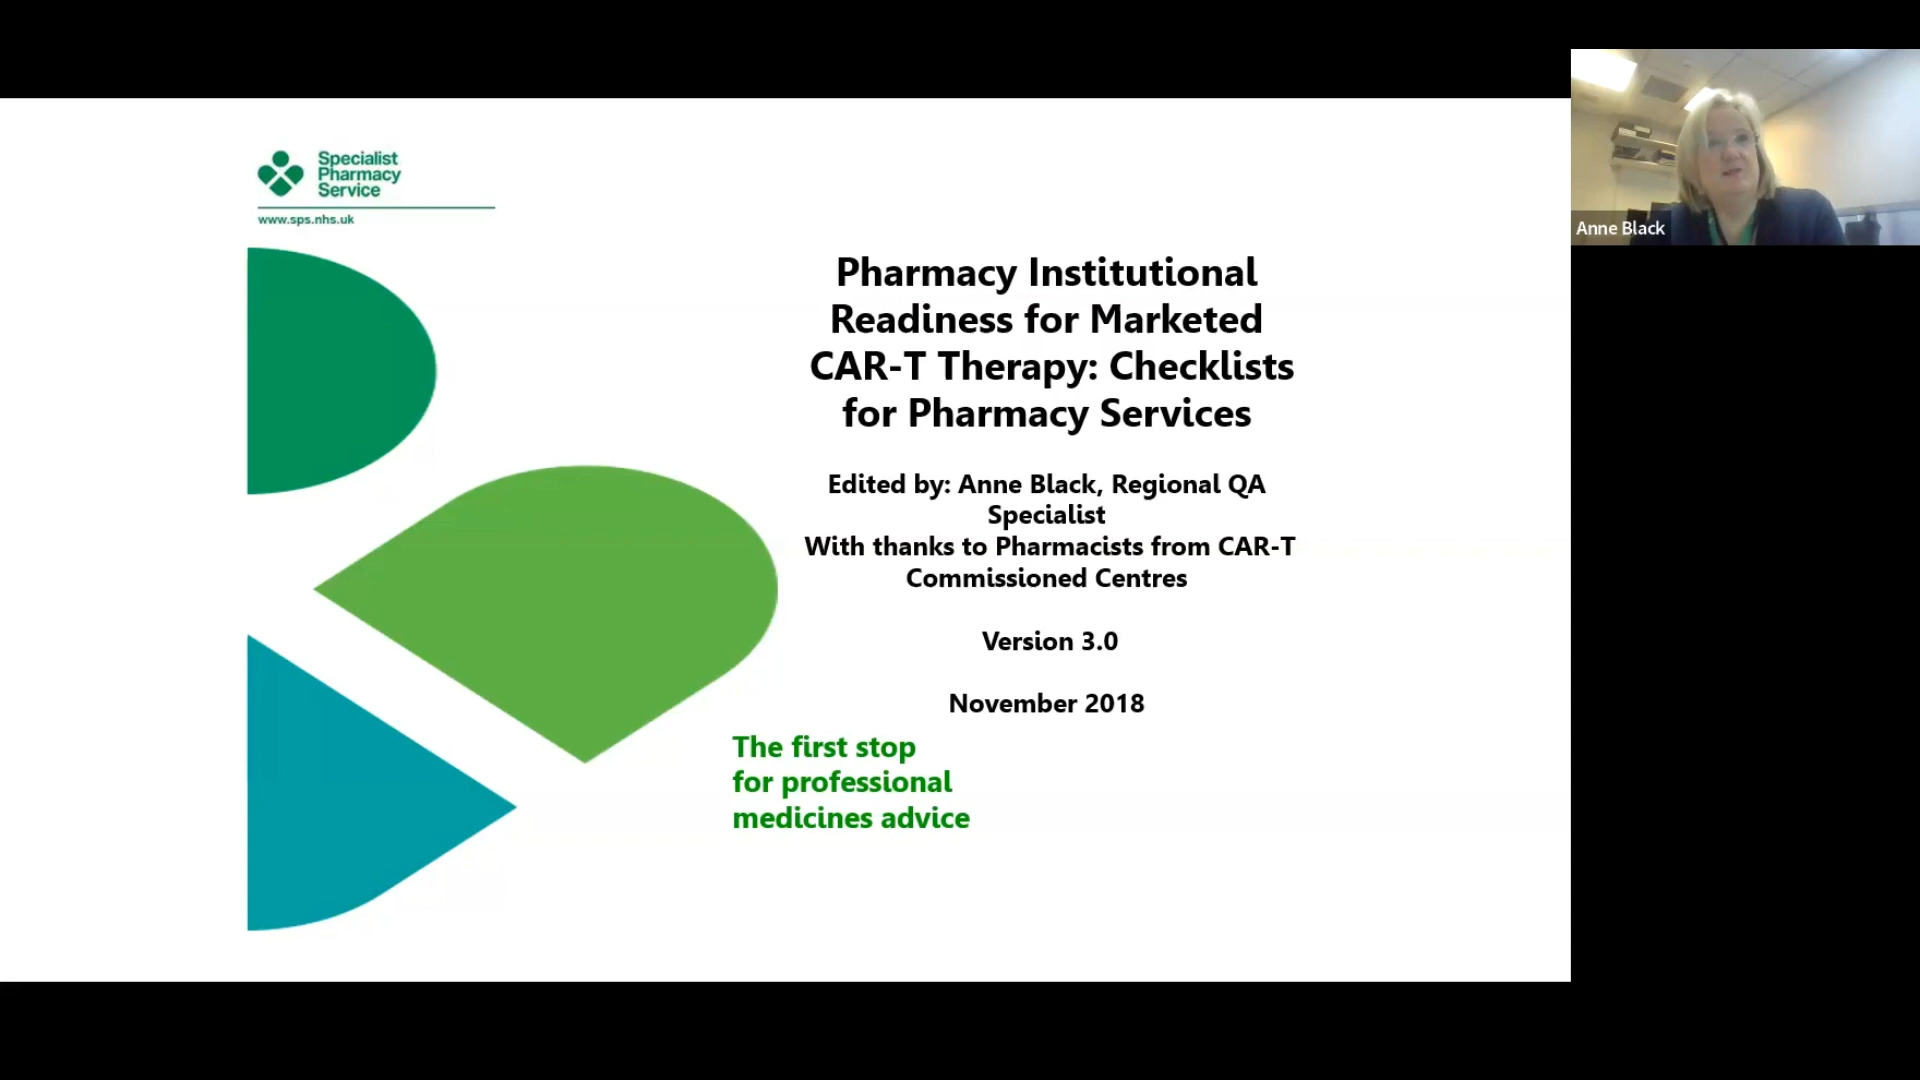 Specialist
Pharmacy
Service
www.sps.nhs.uk
Pharmacy Institutional
Readiness for Marketed
CAR-T Therapy: Checklists
for Pharmacy Services
Edited by: Anne Black, Regional QA
Specialist
With thanks to Pharmacists from CAR-T
Commissioned Centres
Version 3.0
November 2018
The first stop
for professional
medicines advice
Anne Black